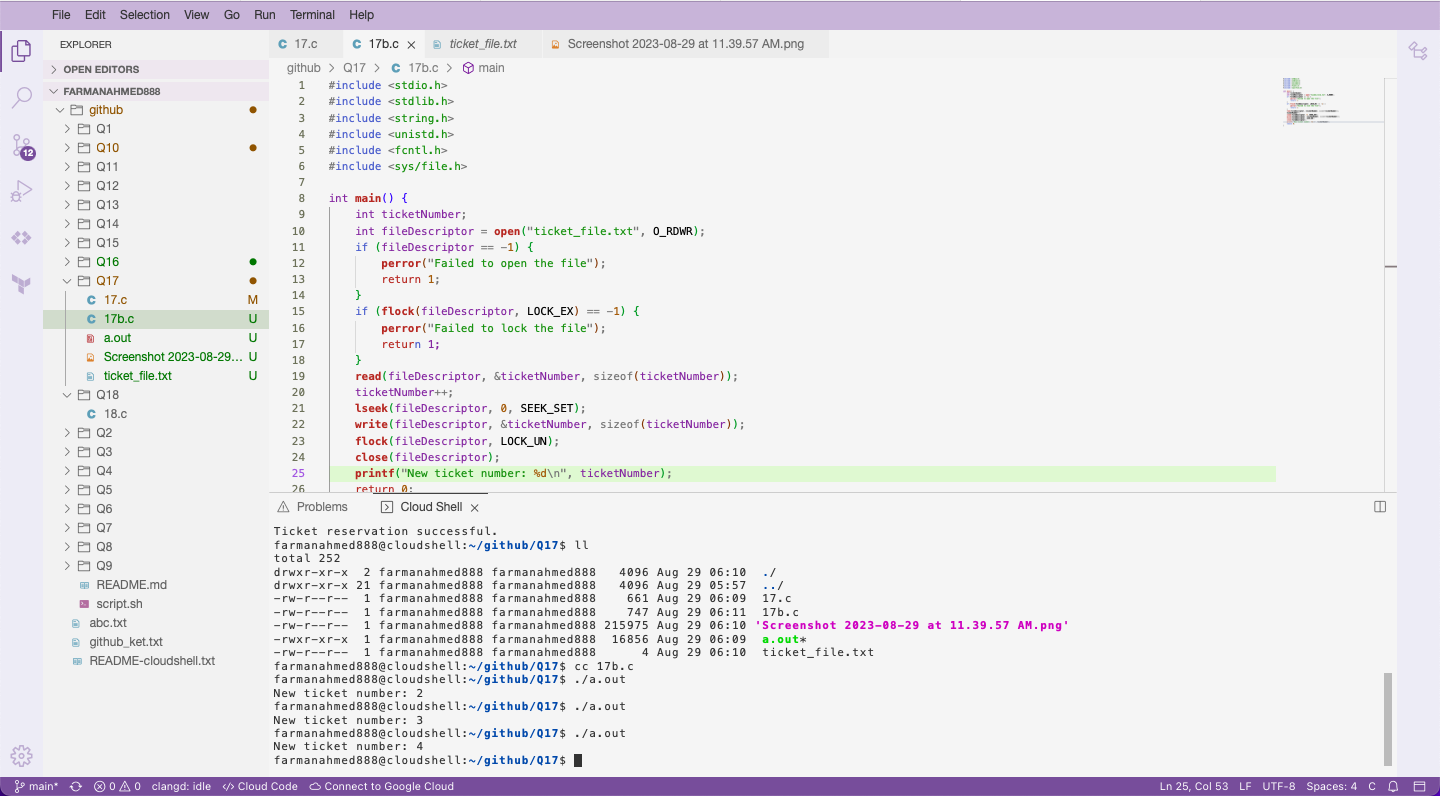 File Edit Selection View Go Run Terminal Help
EXPLORER
OPEN EDITORS
FARMANAHMED888
github
Q1
Q10
Q11
Q12
Q13
Q14
Q15
Q16
Q17
17.c M
17b.c U
a.out U
Screenshot 2023-08-29... U
ticket_file.txt U
Q18
18.c
Q2
Q3
Q4
Q5
Q6
Q7
Q8
Q9
README.md
script.sh
abc.txt
github_ket.txt
README-cloudshell.txt
12
17.c 17b.c ticket_file.txt Screenshot 2023-08-29 at 11.39.57 AM.png
github > Q17 > 17b.c > main
1 #include <stdio.h>
2 #include <stdlib.h>
3 #include <string.h>
4 #include <unistd.h>
5 #include <fcntl.h>
6 #include <sys/file.h>
7
8 int main() {
9 int ticketNumber;
10 int fileDescriptor = open("ticket_file.txt", O_RDWR);
11 if (fileDescriptor == -1) {
12 perror("Failed to open the file");
13 return 1;
14 }
15 if (flock(fileDescriptor, LOCK_EX) == -1) {
16 perror("Failed to lock the file");
17 return 1;
18 }
19 read(fileDescriptor, &ticketNumber, sizeof(ticketNumber));
20 ticketNumber++;
21 lseek(fileDescriptor, 0, SEEK_SET);
22 write(fileDescriptor, &ticketNumber, sizeof(ticketNumber));
23 flock(fileDescriptor, LOCK_UN);
24 close(fileDescriptor);
25 printf("New ticket number: %d\n", ticketNumber);
26 return 0;
Problems Cloud Shell
Ticket reservation successful.
farmanahmed888@cloudshell:~/github/Q17$ ll
total 252
drwxr-xr-x 2 farmanahmed888 farmanahmed888 4096 Aug 29 06:10 ./
drwxr-xr-x 21 farmanahmed888 farmanahmed888 4096 Aug 29 05:57 ../
-rw-r--r-- 1 farmanahmed888 farmanahmed888 661 Aug 29 06:09 17.c
-rw-r--r-- 1 farmanahmed888 farmanahmed888 747 Aug 29 06:11 17b.c
-rw-r--r-- 1 farmanahmed888 farmanahmed888 215975 Aug 29 06:10 'Screenshot 2023-08-29 at 11.39.57 AM.png'
-rwxr-xr-x 1 farmanahmed888 farmanahmed888 16856 Aug 29 06:09 a.out*
-rw-r--r-- 1 farmanahmed888 farmanahmed888 4 Aug 29 06:10 ticket_file.txt
farmanahmed888@cloudshell:~/github/Q17$ cc 17b.c
farmanahmed888@cloudshell:~/github/Q17$ ./a.out
New ticket number: 2
farmanahmed888@cloudshell:~/github/Q17$ ./a.out
New ticket number: 3
farmanahmed888@cloudshell:~/github/Q17$ ./a.out
New ticket number: 4
farmanahmed888@cloudshell:~/github/Q17$
main* 0 0 clangd: idle Cloud Code Connect to Google Cloud Ln 25, Col 53 LF UTF-8 Spaces: 4 C